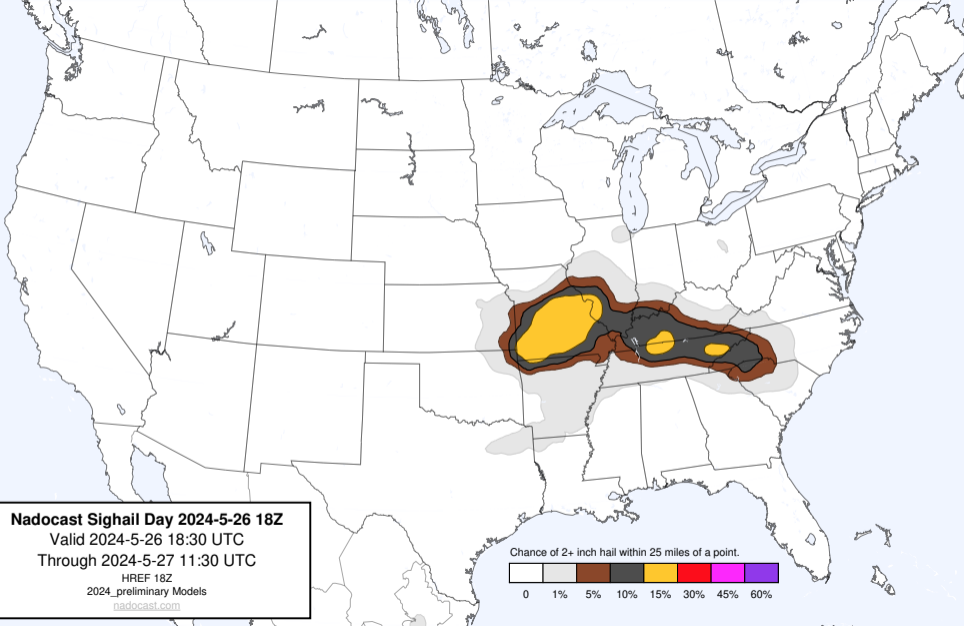 Nadocast Sighail Day 2024-5-26 18Z
Valid 2024-5-26 18:30 UTC
Through 2024-5-27 11:30 UTC
HREF 18Z
2024_preliminary Models
nadocast.com
Chance of 2+ inch hail within 25 miles of a point.
0 1% 5% 10% 15% 30% 45% 60%